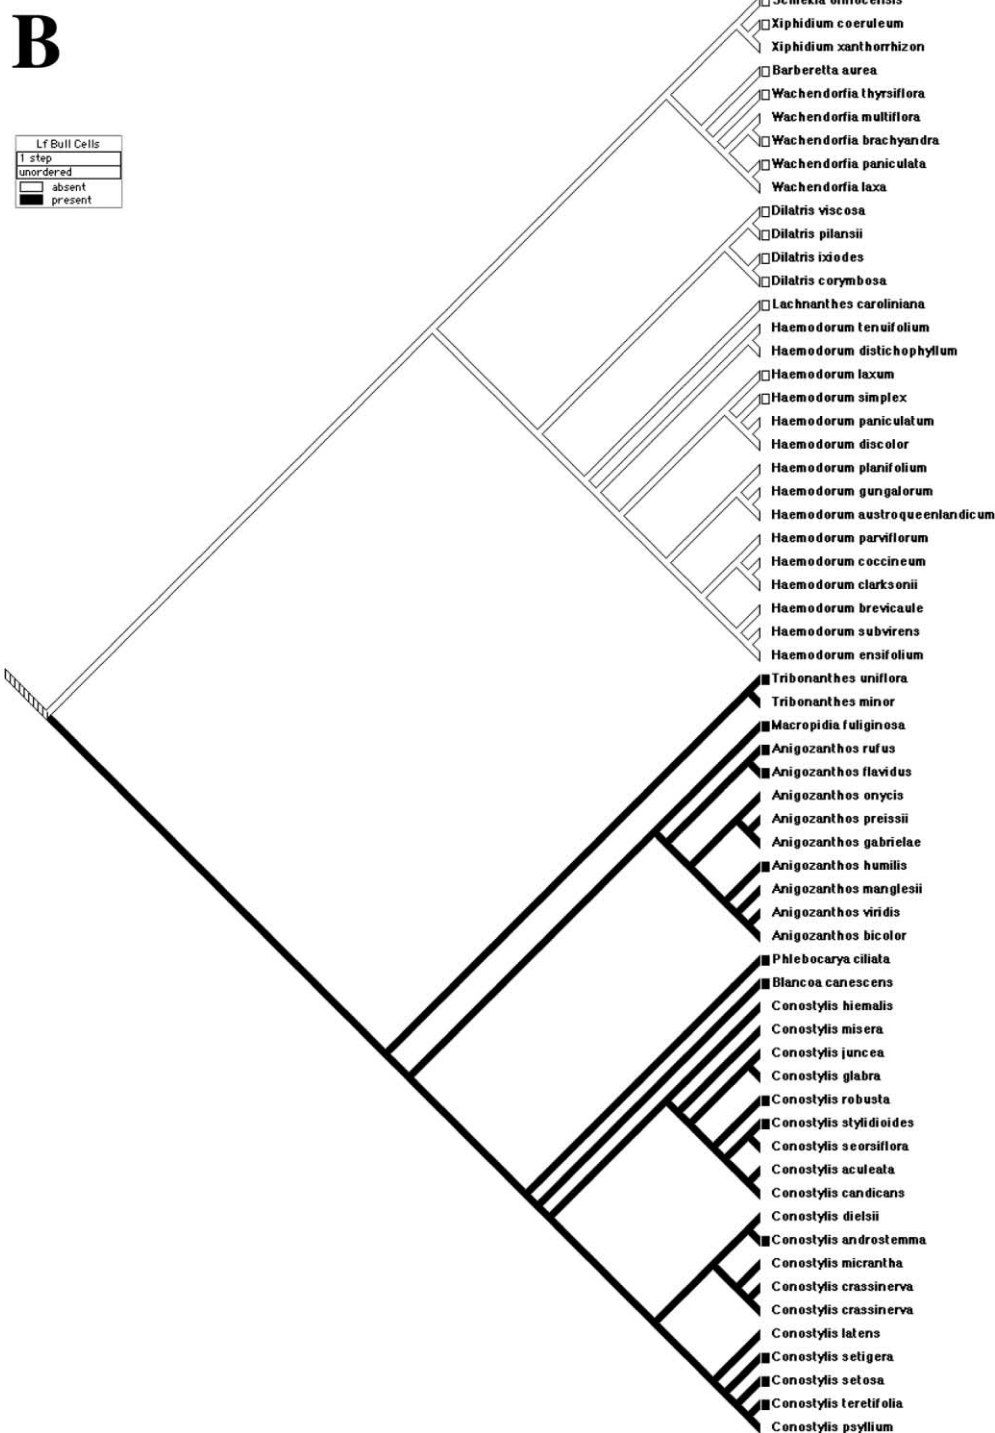 B
Xiphidium coeruleum
Xiphidium xanthorrhizon
Barberetta aurea
Wachendorfia thyrsiflora
Wachendorfia multiflora
Wachendorfia brachyandra
Wachendorfia paniculata
Wachendorfia laxa
Lf Bull Cells
1 step
unordered
absent
present
Dilatris viscosa
Dilatris pilansii
Dilatris ixiodes
Dilatris corymbosa
Lachnanthes caroliniana
Haemodorum tenuifolium
Haemodorum distichophyllum
Haemodorum laxum
Haemodorum simplex
Haemodorum paniculatum
Haemodorum discolor
Haemodorum planifolium
Haemodorum gungalorum
Haemodorum austroqueenlandicum
Haemodorum parviflorum
Haemodorum coccineum
Haemodorum clarksonii
Haemodorum brevicaule
Haemodorum subvirens
Haemodorum ensifolium
Tribonanthes uniflora
Tribonanthes minor
Macropidia fuliginosa
Anigozanthos rufus
Anigozanthos flavidus
Anigozanthos onycis
Anigozanthos preissii
Anigozanthos gabrielae
Anigozanthos humilis
Anigozanthos manglesii
Anigozanthos viridis
Anigozanthos bicolor
Phlebocarya ciliata
Blancoa canescens
Conostylis hiemalis
Conostylis misera
Conostylis juncea
Conostylis glabra
Conostylis robusta
Conostylis stylidioides
Conostylis seorsiflora
Conostylis aculeata
Conostylis candicans
Conostylis dielsii
Conostylis androstemma
Conostylis micrantha
Conostylis crassinerva
Conostylis crassinerva
Conostylis latens
Conostylis setigera
Conostylis setosa
Conostylis teretifolia
Conostylis psyllium